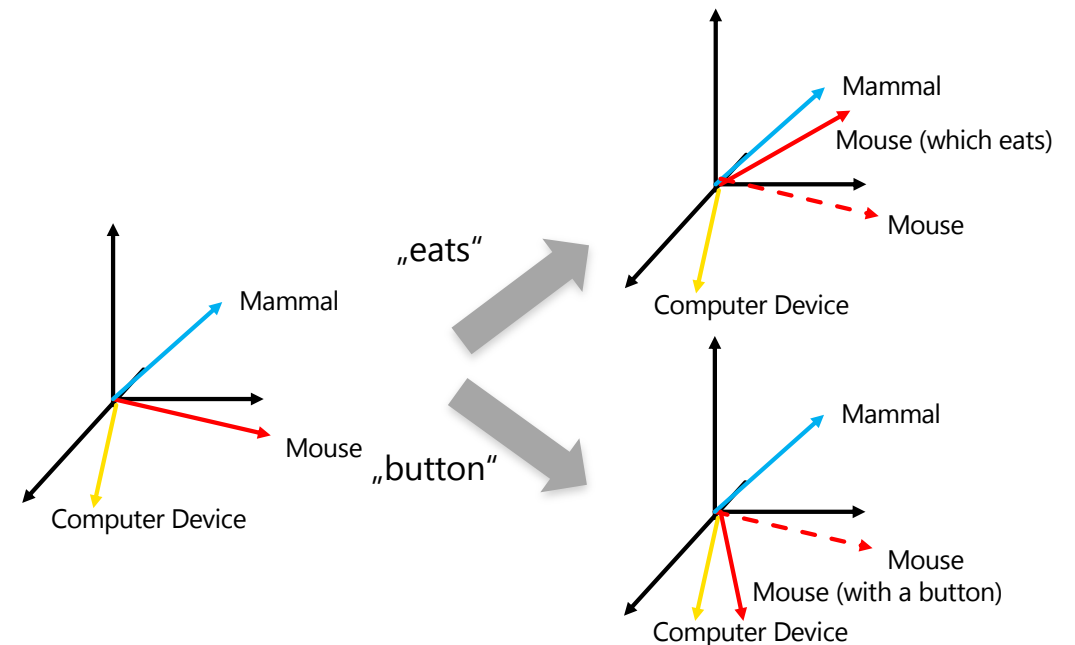 Mammal
Mouse
Computer Device
„eats“
„button“
Mammal
Mouse (which eats)
Mouse
Computer Device
Mammal
Mouse
Mouse (with a button)
Computer Device